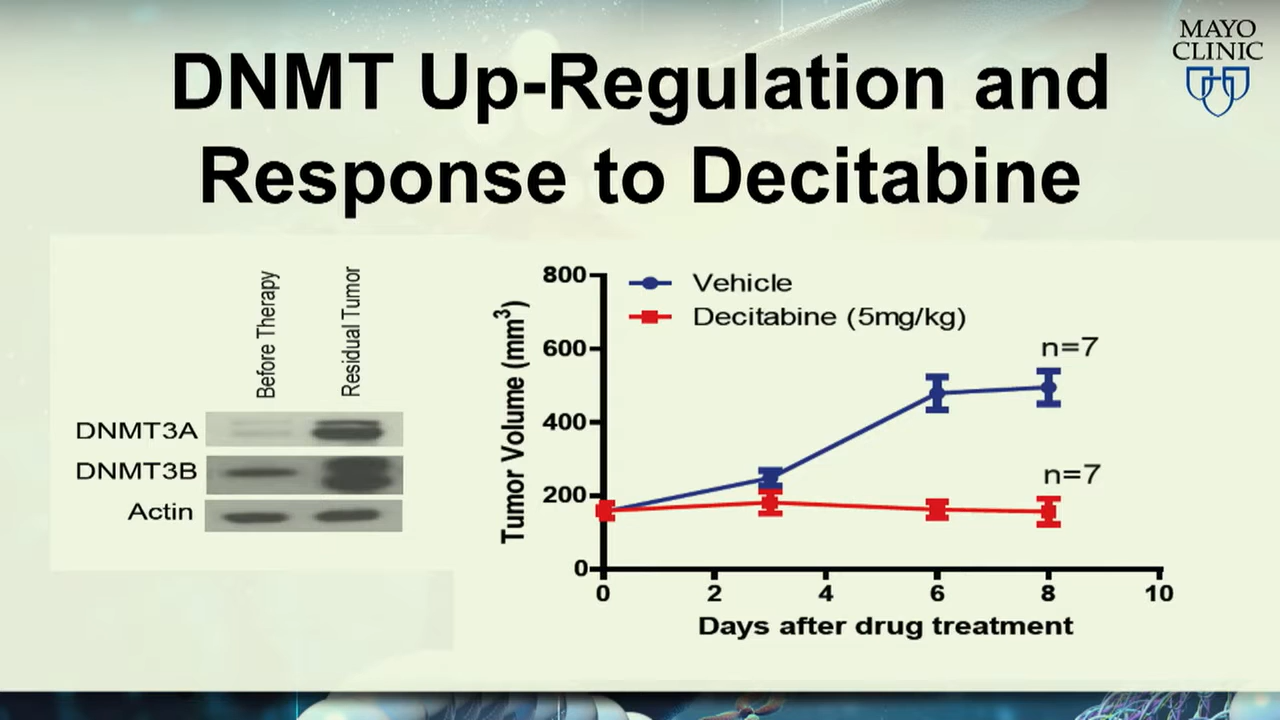 MAYO
CLINIC
DNMT Up-Regulation and
Response to Decitabine
Before Therapy
Residual Tumor
DNMT3A
DNMT3B
Actin
Tumor Volume (mm³)
800
600
400
200
0
Vehicle
Decitabine (5mg/kg)
n=7
n=7
0 2 4 6 8 10
Days after drug treatment